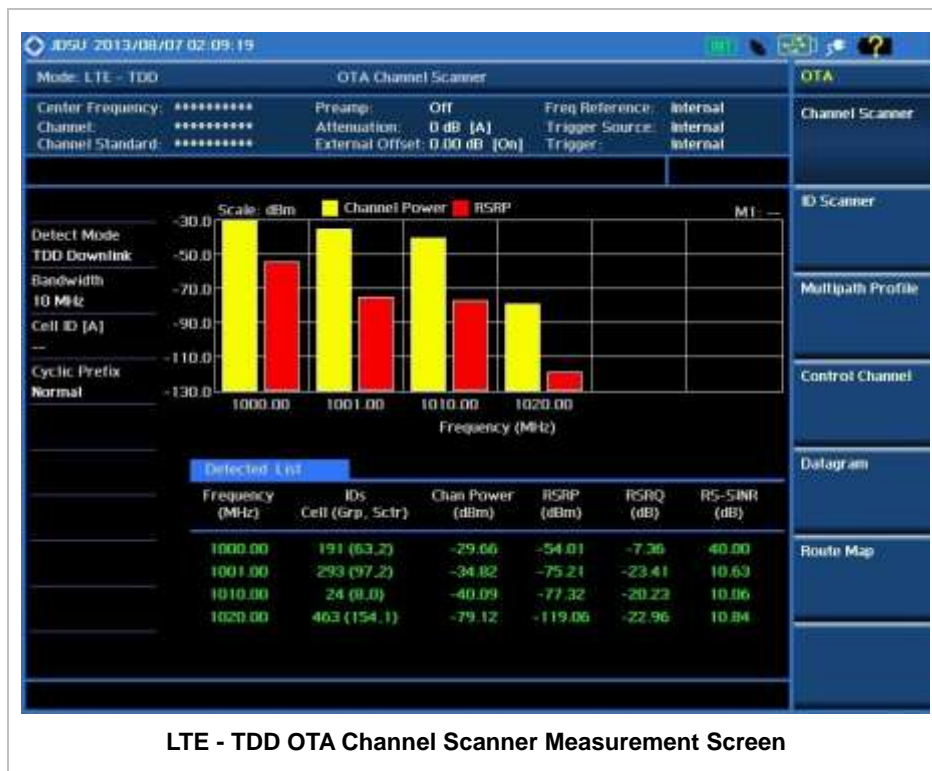 JDSU 2013/08/07 02:09:19
Mode: LTE - TDD OTA Channel Scanner OTA
Center Frequency: ********** Preamp: Off Freq Reference: Internal
Channel: ********** Attenuation: 0 dB [A] Trigger Source: Internal
Channel Standard: ********** External Offset: 0.00 dB [On] Trigger: Internal
Channel Scanner
ID Scanner
Multipath Profile
Control Channel
Datagram
Route Map
Detect Mode
TDD Downlink
Bandwidth
10 MHz
Cell ID [A]
--
Cyclic Prefix
Normal
Scale: dBm Channel Power RSRP M1: --
-30.0
-50.0
-70.0
-90.0
-110.0
-130.0
1000.00 1001.00 1010.00 1020.00
Frequency (MHz)
Detected List
Frequency IDs Chan Power RSRP RSRQ RS-SINR
(MHz) Cell (Grp, Sctr) (dBm) (dBm) (dB) (dB)
1000.00 191 (63,2) -29.66 -54.01 -7.36 40.00
1001.00 293 (97,2) -34.82 -75.21 -23.41 10.63
1010.00 24 (8,0) -40.09 -77.32 -20.23 10.06
1020.00 463 (154,1) -79.12 -119.06 -22.96 10.84
LTE - TDD OTA Channel Scanner Measurement Screen